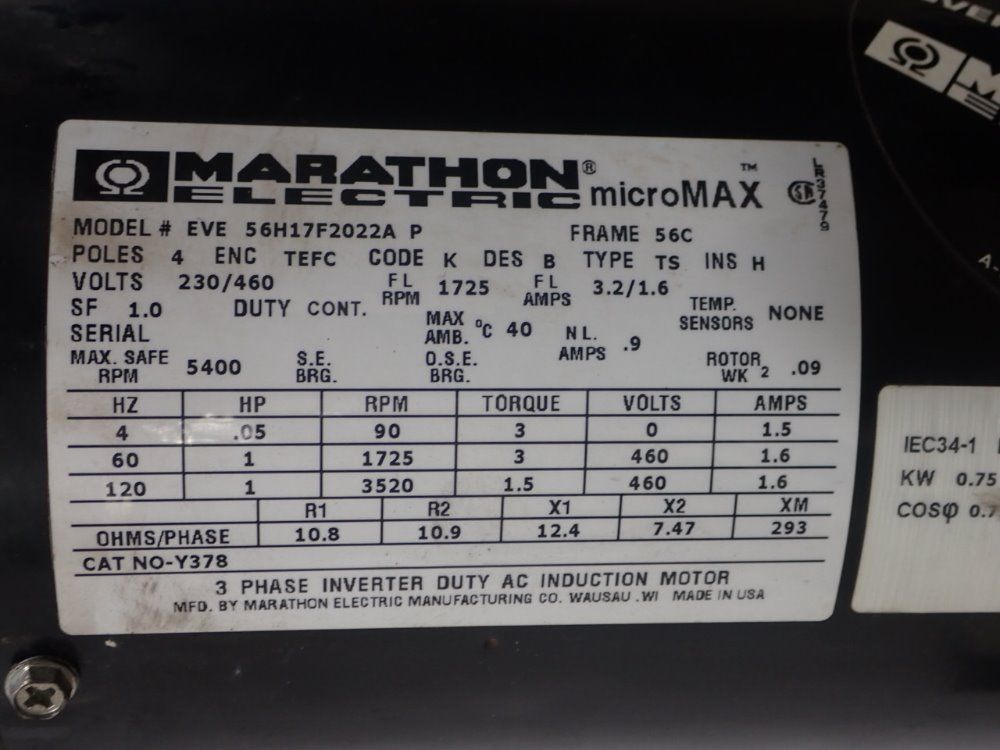 MARATHON®
ELECTRIC microMAX™
LR37479
MODEL # EVE 56H17F2022A P FRAME 56C
POLES 4 ENC TEFC CODE K DES B TYPE TS INS H
VOLTS 230/460 FL RPM 1725 FL AMPS 3.2/1.6
SF 1.0 DUTY CONT. MAX AMB. °C 40 NL. AMPS .9 TEMP. SENSORS NONE
SERIAL
MAX. SAFE RPM 5400 S.E. BRG. O.S.E. BRG. ROTOR WK² .09
HZ HP RPM TORQUE VOLTS AMPS
4 .05 90 3 0 1.5
60 1 1725 3 460 1.6
120 1 3520 1.5 460 1.6
R1 R2 X1 X2 XM
OHMS/PHASE 10.8 10.9 12.4 7.47 293
CAT NO-Y378
3 PHASE INVERTER DUTY AC INDUCTION MOTOR
MFD. BY MARATHON ELECTRIC MANUFACTURING CO. WAUSAU .WI MADE IN USA
IEC34-1
KW 0.75
COSφ